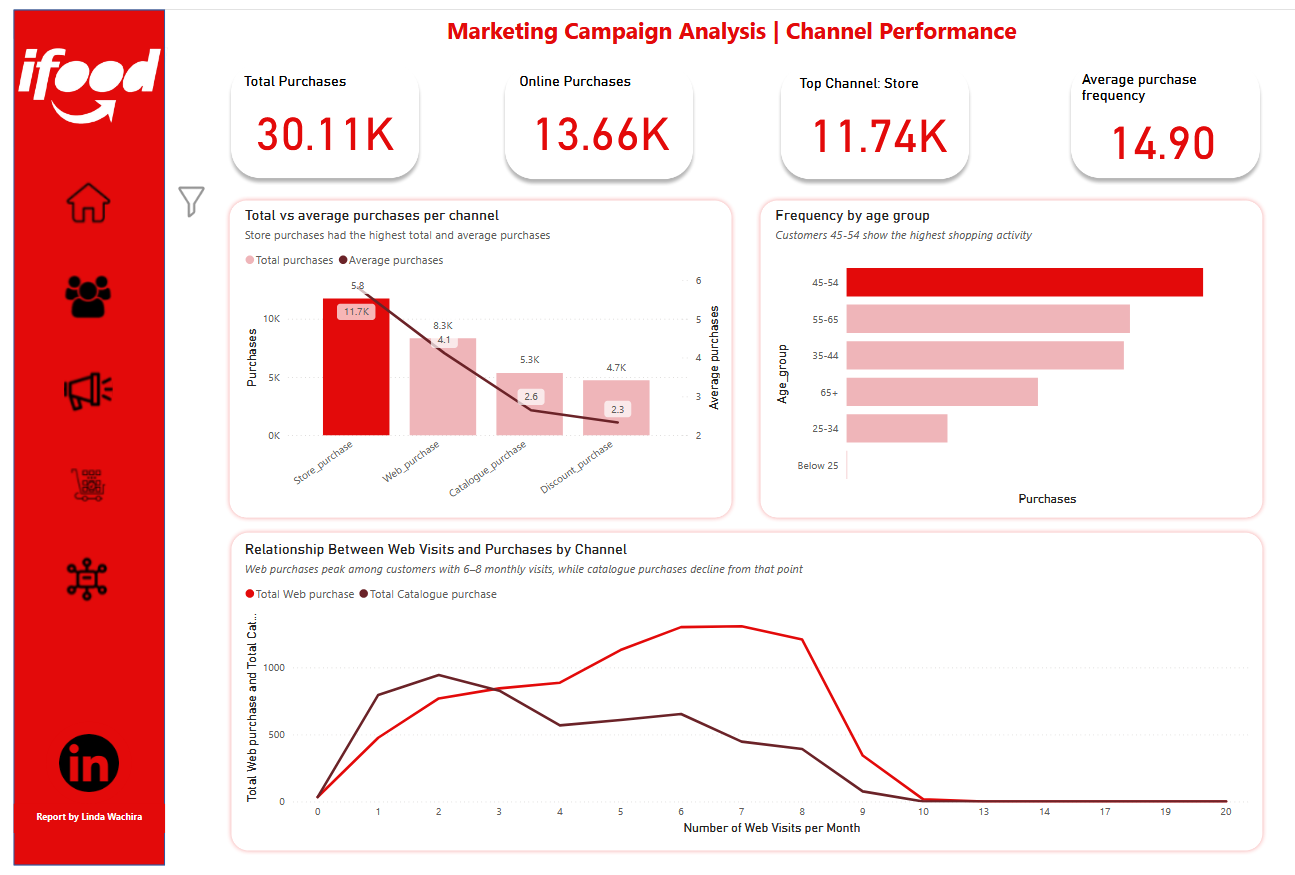 ifood
Marketing Campaign Analysis | Channel Performance
Total Purchases
30.11K
Online Purchases
13.66K
Top Channel: Store
11.74K
Average purchase
frequency
14.90
Total vs average purchases per channel
Store purchases had the highest total and average purchases
Total purchases
Average purchases
Purchases
10K
5K
0K
5.8
11.7K
8.3K
4.1
5.3K
2.6
4.7K
2.3
6
5
4
3
2
Average purchases
Store_purchase
Web_purchase
Catalogue_purchase
Discount_purchase
Frequency by age group
Customers 45-54 show the highest shopping activity
Age_group
45-54
55-65
35-44
65+
25-34
Below 25
Purchases
Relationship Between Web Visits and Purchases by Channel
Web purchases peak among customers with 6–8 monthly visits, while catalogue purchases decline from that point
Total Web purchase
Total Catalogue purchase
Total Web purchase and Total Cat...
1000
500
0
0 1 2 3 4 5 6 7 8 9 10 13 14 17 19 20
Number of Web Visits per Month
in
Report by Linda Wachira